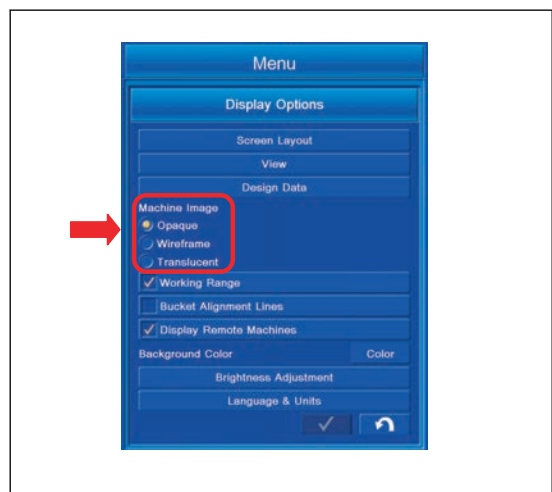 Menu
Display Options
Screen Layout
View
Design Data
Machine Image
Opaque
Wireframe
Translucent
Working Range
Bucket Alignment Lines
Display Remote Machines
Background Color Color
Brightness Adjustment
Language & Units